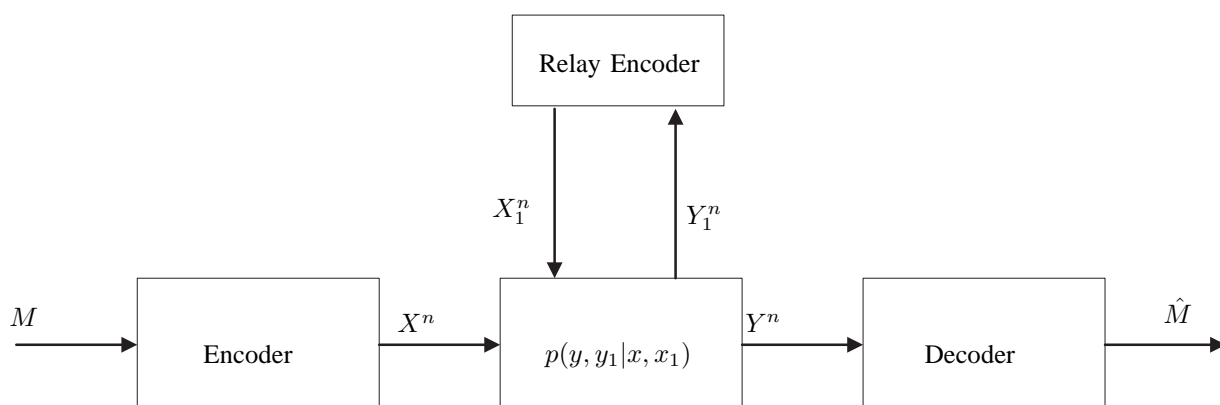 Relay Encoder
$X_1^n$
$Y_1^n$
$M$
Encoder
$X^n$
$p(y, y_1|x, x_1)$
$Y^n$
Decoder
$\hat{M}$